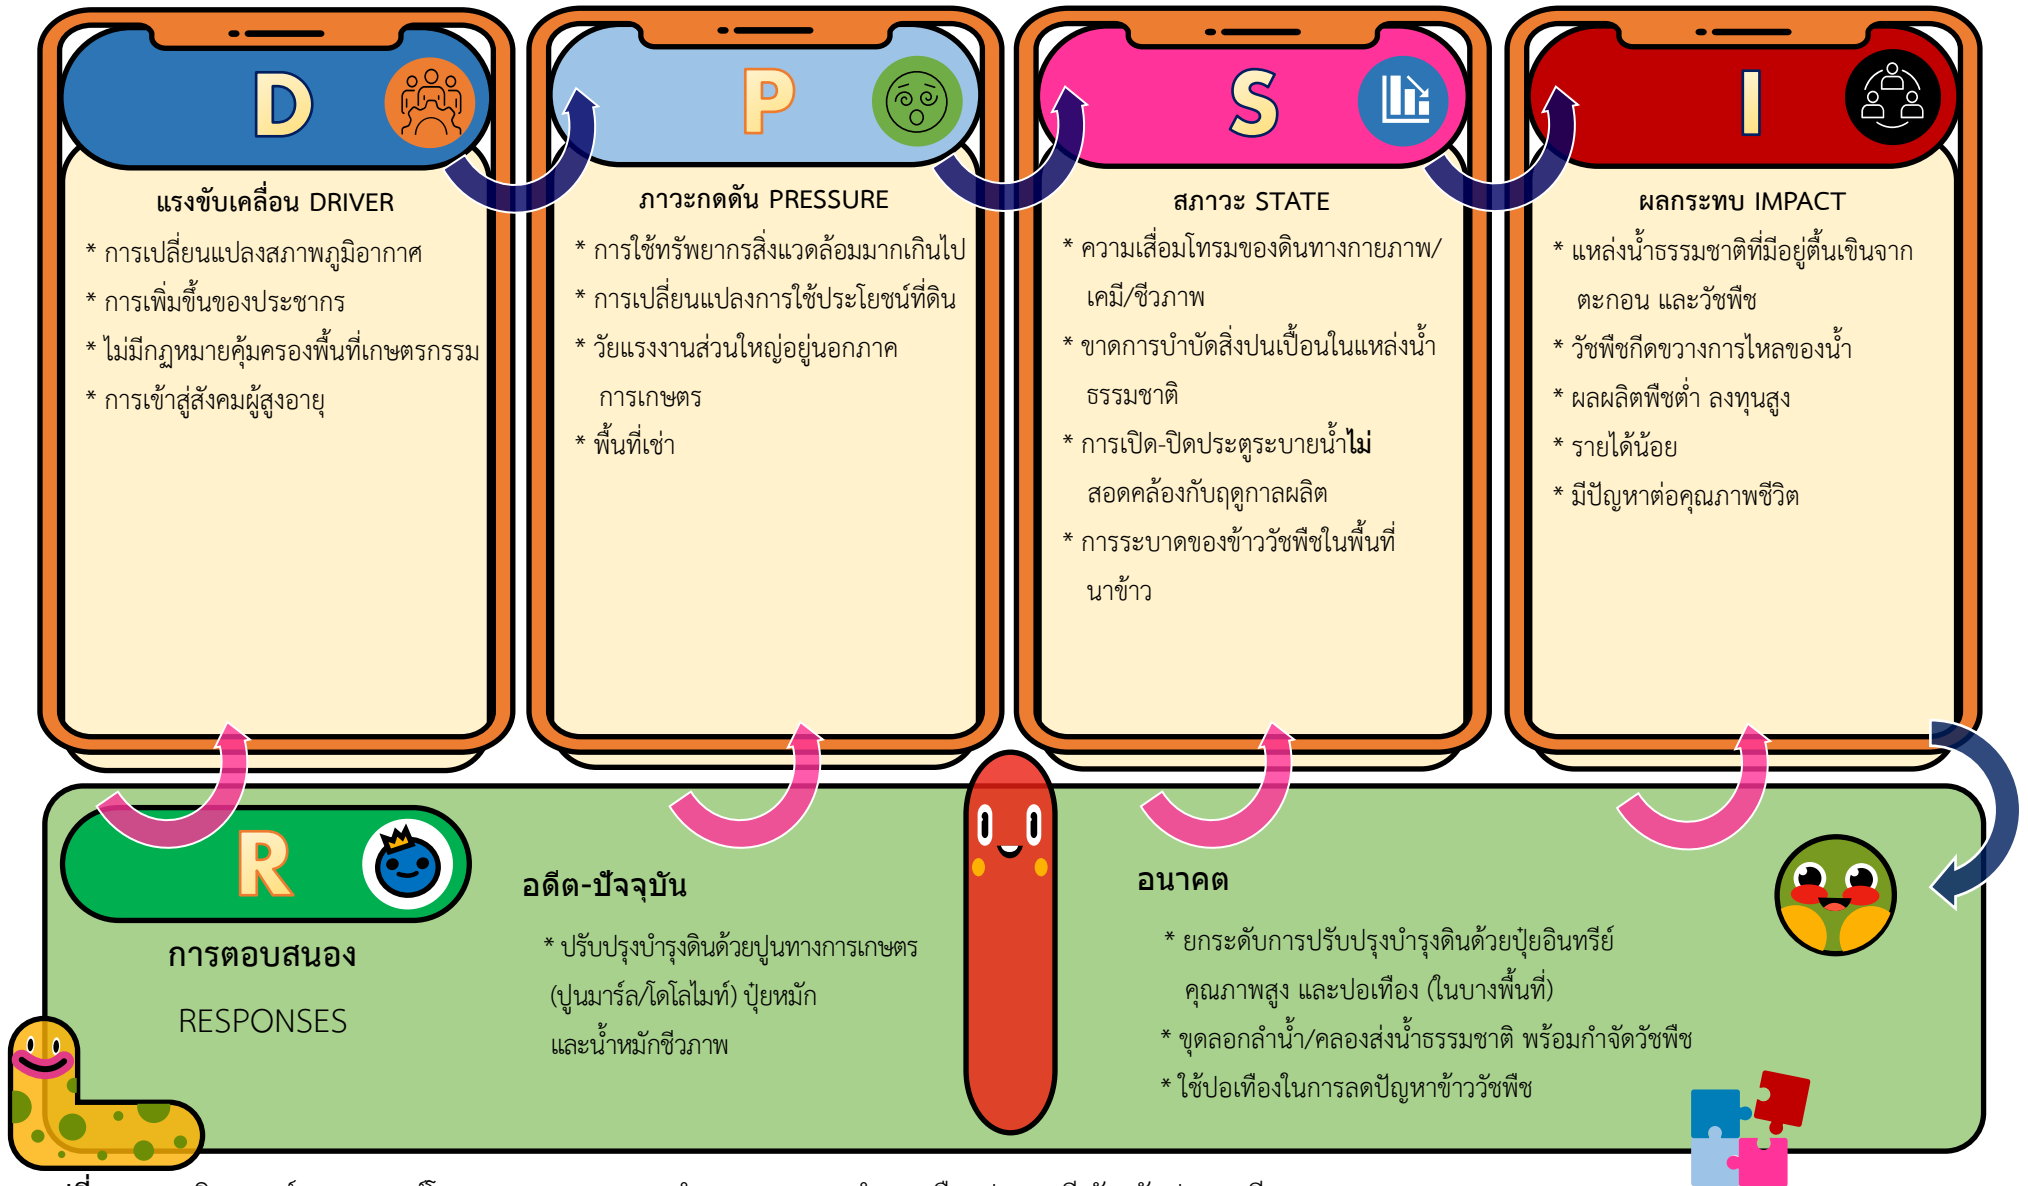 D
แรงขับเคลื่อน DRIVER
* การเปลี่ยนแปลงสภาพภูมิอากาศ
* การเพิ่มขึ้นของประชากร
* ไม่มีกฎหมายคุ้มครองพื้นที่เกษตรกรรม
* การเข้าสู่สังคมผู้สูงอายุ
P
ภาวะกดดัน PRESSURE
* การใช้ทรัพยากรสิ่งแวดล้อมมากเกินไป
* การเปลี่ยนแปลงการใช้ประโยชน์ที่ดิน
* วัยแรงงานส่วนใหญ่อยู่นอกภาค
การเกษตร
* พื้นที่เช่า
S
สภาวะ STATE
* ความเสื่อมโทรมของดินทางกายภาพ/
เคมี/ชีวภาพ
* ขาดการบำบัดสิ่งปนเปื้อนในแหล่งน้ำ
ธรรมชาติ
* การเปิด-ปิดประตูระบายน้ำไม่
สอดคล้องกับฤดูกาลผลิต
* การระบาดของข้าววัชพืชในพื้นที่
นาข้าว
I
ผลกระทบ IMPACT
* แหล่งน้ำธรรมชาติที่มีอยู่ตื้นเขินจาก
ตะกอน และวัชพืช
* วัชพืชกีดขวางการไหลของน้ำ
* ผลผลิตพืชต่ำ ลงทุนสูง
* รายได้น้อย
* มีปัญหาต่อคุณภาพชีวิต
R
การตอบสนอง
RESPONSES
อดีต-ปัจจุบัน
* ปรับปรุงบำรุงดินด้วยปูนทางการเกษตร
(ปูนมาร์ล/โดโลไมท์) ปุ๋ยหมัก
และน้ำหมักชีวภาพ
อนาคต
* ยกระดับการปรับปรุงบำรุงดินด้วยปุ๋ยอินทรีย์
คุณภาพสูง และปอเทือง (ในบางพื้นที่)
* ขุดลอกลำน้ำ/คลองส่งน้ำธรรมชาติ พร้อมกำจัดวัชพืช
* ใช้ปอเทืองในการลดปัญหาข้าววัชพืช